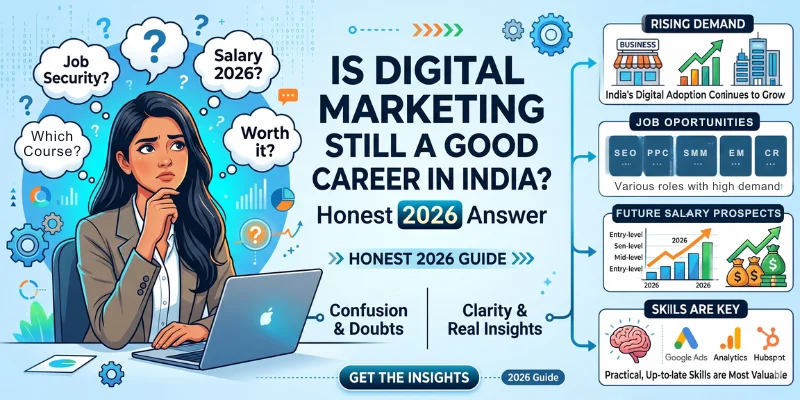 Job
Security?
?
Salary
2026?
Which
Course?
Worth
it?
?
IS DIGITAL
MARKETING
STILL A GOOD
CAREER IN INDIA?
Honest 2026 Answer
HONEST 2026 GUIDE
Confusion
& Doubts
Clarity &
Real Insights
GET THE INSIGHTS
2026 Guide
RISING DEMAND
BUSINESS
India's Digital Adoption Coninues to Grow
JOB OPORTUNITIES
SEO PPC SMM EM CR
Various roles with high demand
FUTURE SALARY PROSPECTS
Entry-level
Sen-level
Mid-level
Entry-level
2026
2026 2026
SKILLS ARE KEY
Google Ads Analytics Hubspot
Practical, Up-to-late Skills are Most Valuable